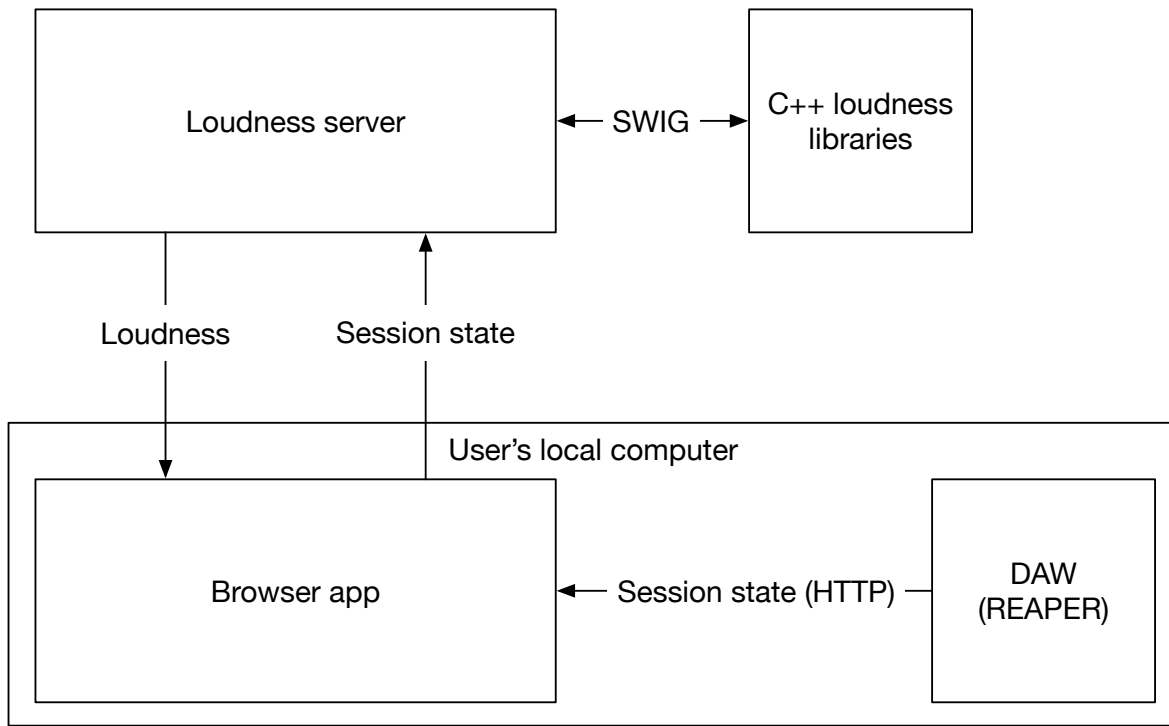 Loudness server
SWIG
C++ loudness
libraries
Loudness
Session state
User’s local computer
Browser app
Session state (HTTP)
DAW
(REAPER)